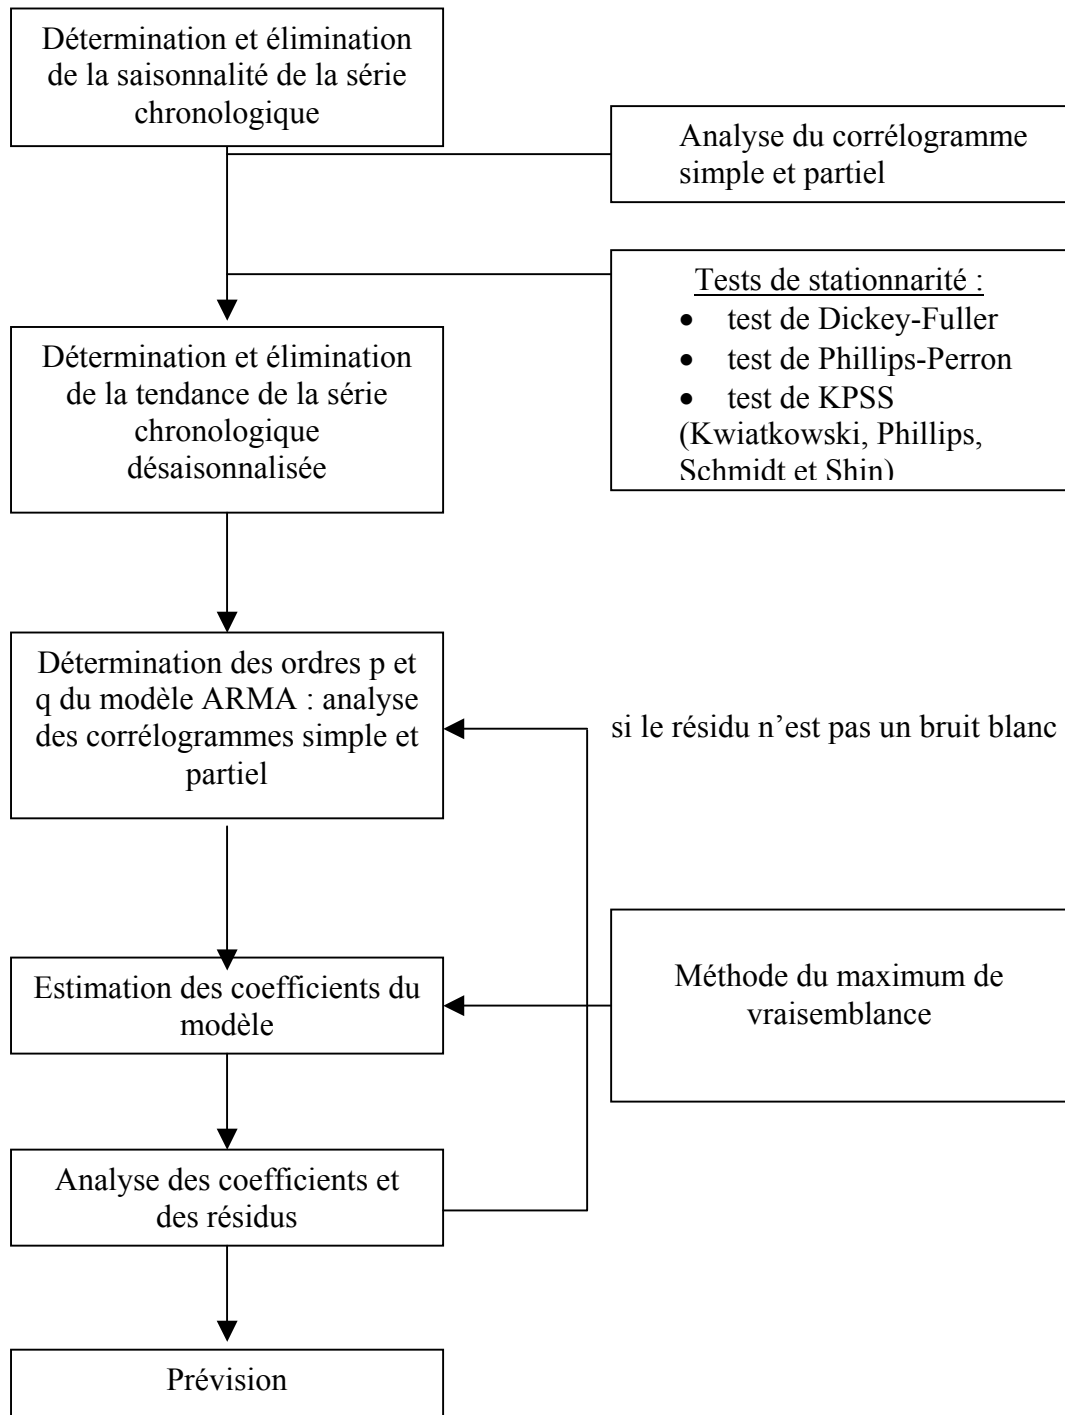 Détermination et élimination
de la saisonnalité de la série
chronologique
Analyse du corrélogramme
simple et partiel
Tests de stationnarité :
• test de Dickey-Fuller
• test de Phillips-Perron
• test de KPSS
(Kwiatkowski, Phillips,
Schmidt et Shin)
Détermination et élimination
de la tendance de la série
chronologique
désaisonnalisée
Détermination des ordres p et
q du modèle ARMA : analyse
des corrélogrammes simple et
partiel
si le résidu n’est pas un bruit blanc
Estimation des coefficients du
modèle
Méthode du maximum de
vraisemblance
Analyse des coefficients et
des résidus
Prévision